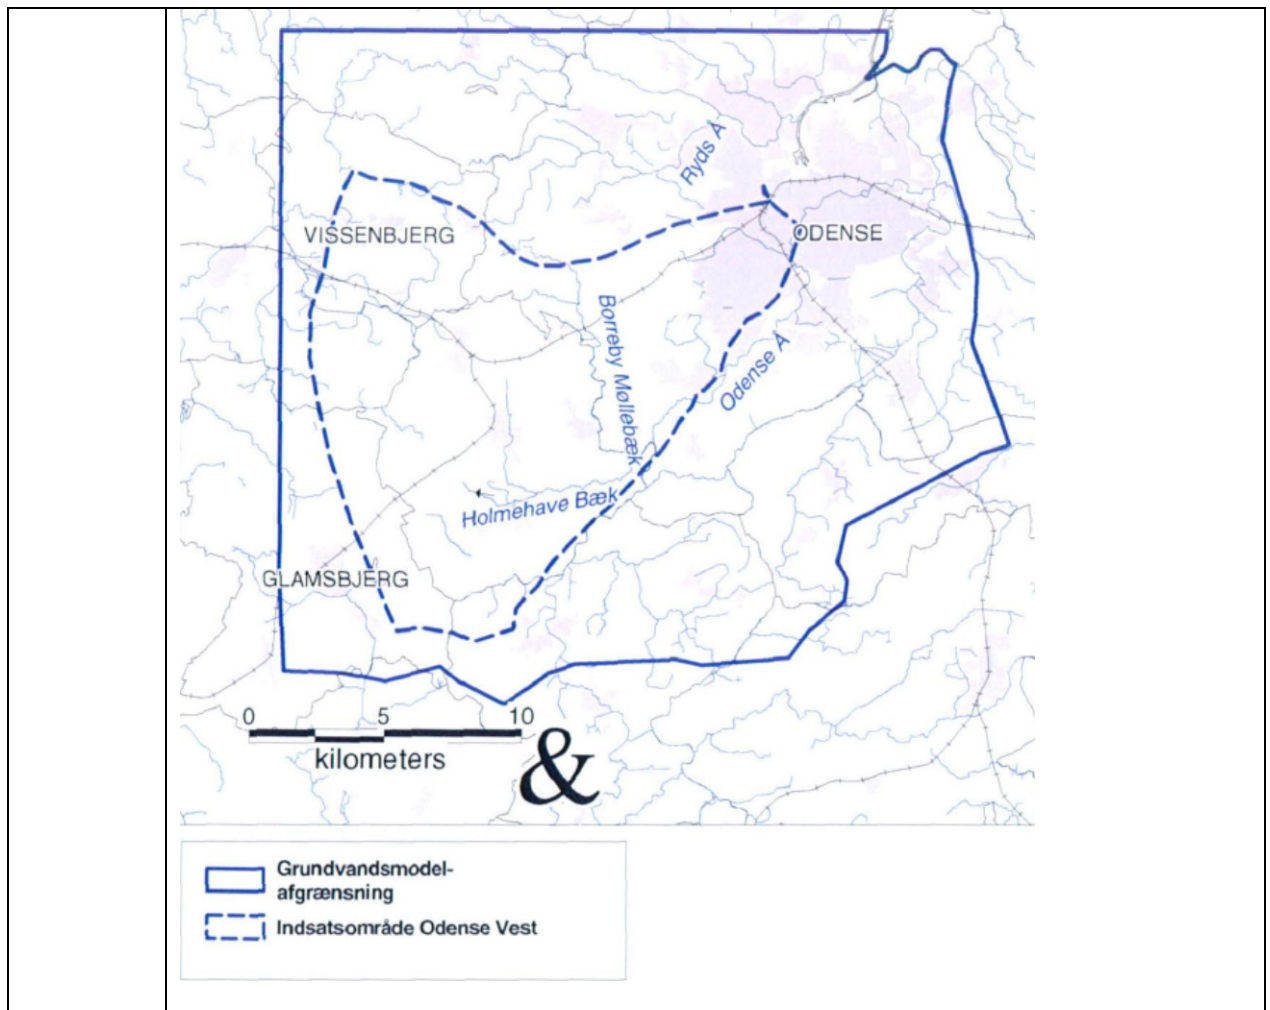 Ryds Å
VISSENBJERG
ODENSE
Borreby Møllebæk
Odense Å
Holmehave Bæk
GLAMSBJERG
0 5 10
kilometers
&
Grundvandsmodel-
afgrænsning
Indsatsområde Odense Vest